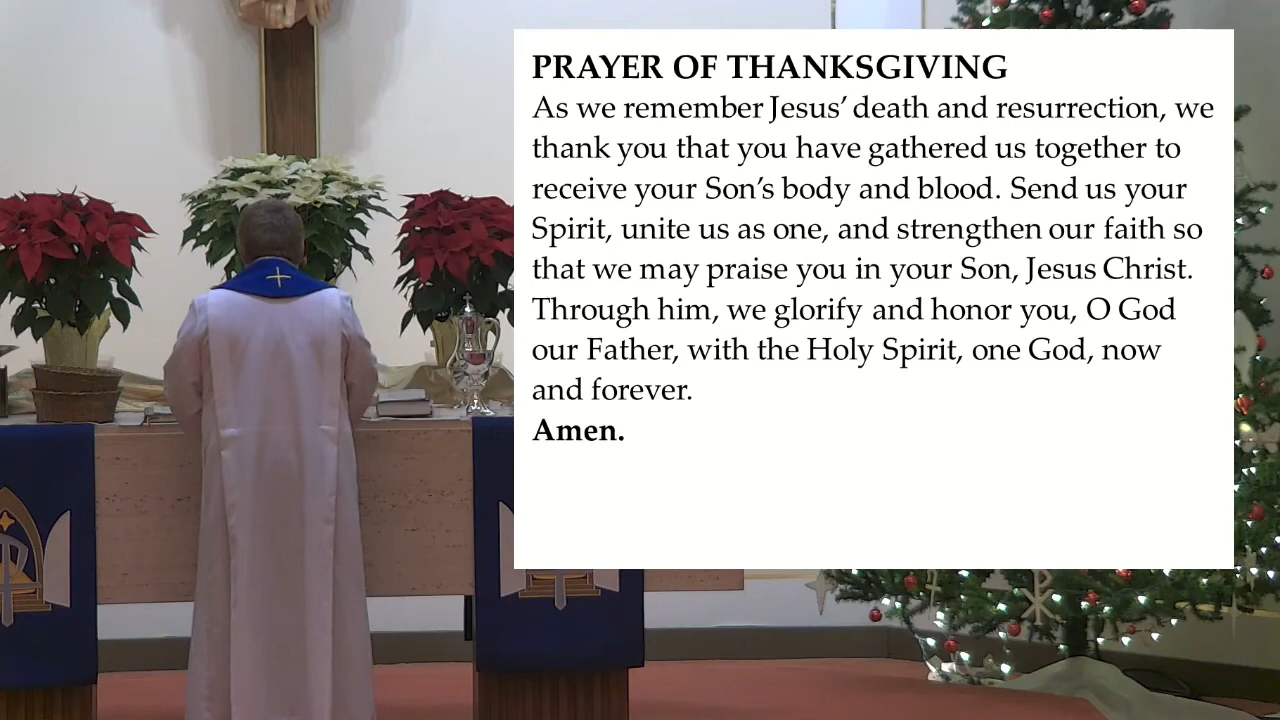 PRAYER OF THANKSGIVING
As we remember Jesus’ death and resurrection, we
thank you that you have gathered us together to
receive your Son’s body and blood. Send us your
Spirit, unite us as one, and strengthen our faith so
that we may praise you in your Son, Jesus Christ.
Through him, we glorify and honor you, O God
our Father, with the Holy Spirit, one God, now
and forever.
Amen.